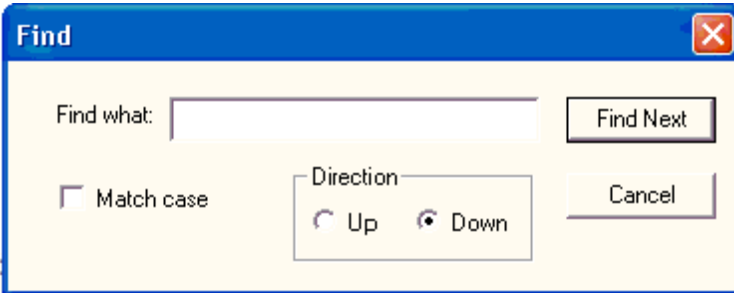 Find
Find what:
Find Next
Match case
Direction
Up
Down
Cancel